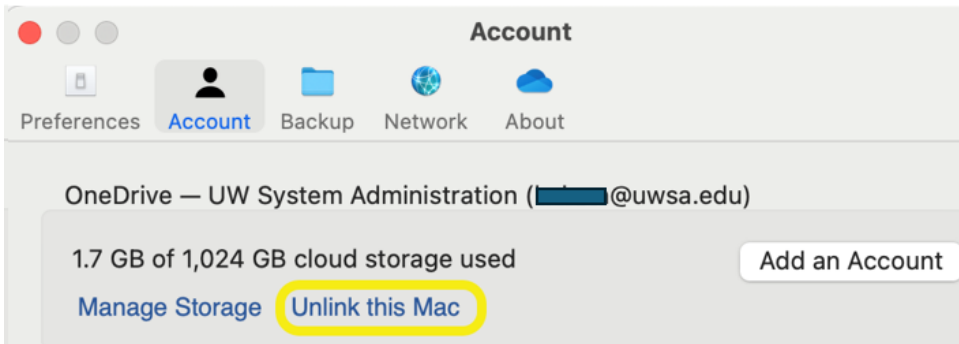 Account
Preferences Account Backup Network About
OneDrive — UW System Administration (@uwsa.edu)
1.7 GB of 1,024 GB cloud storage used
Add an Account
Manage Storage Unlink this Mac